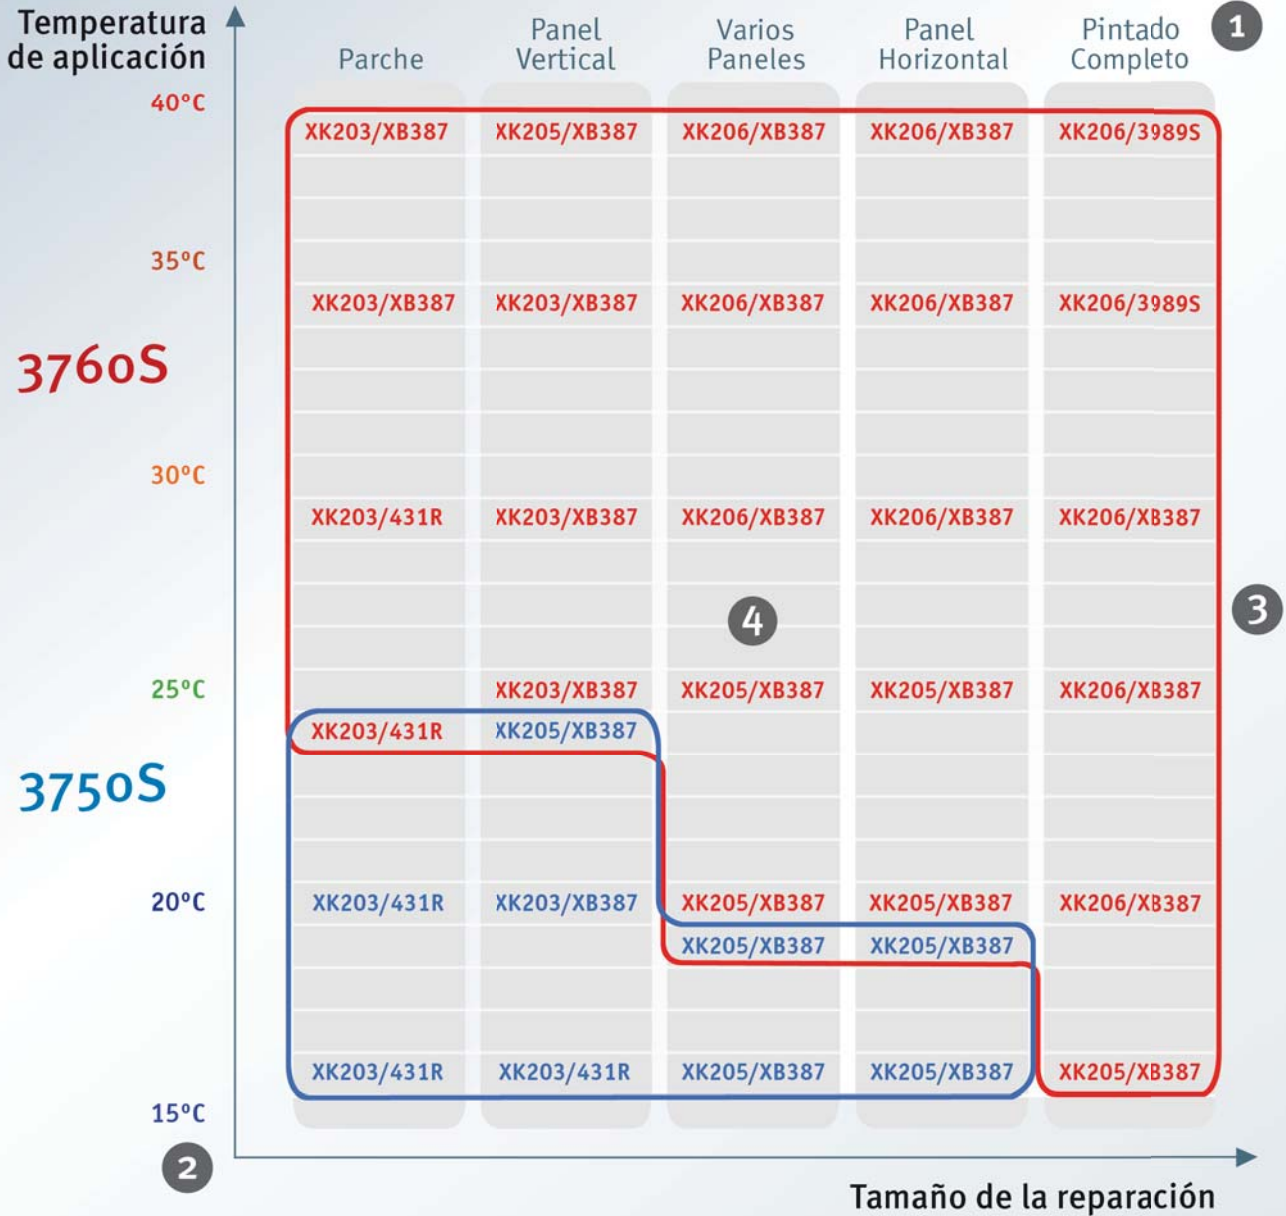 Temperatura
de aplicación
Parche
Panel
Vertical
Varios
Paneles
Panel
Horizontal
Pintado
Completo
1
40°C
XK203/XB387 XK205/XB387 XK206/XB387 XK206/XB387 XK206/3989S
35°C
XK203/XB387 XK203/XB387 XK206/XB387 XK206/XB387 XK206/3989S
3760S
30°C
XK203/431R XK203/XB387 XK206/XB387 XK206/XB387 XK206/XB387
4
3
25°C
XK203/XB387 XK205/XB387 XK205/XB387 XK206/XB387
XK203/431R XK205/XB387
3750S
20°C
XK203/431R XK203/XB387 XK205/XB387 XK205/XB387 XK206/XB387
XK205/XB387 XK205/XB387
XK203/431R XK203/431R XK205/XB387 XK205/XB387 XK205/XB387
15°C
2
Tamaño de la reparación